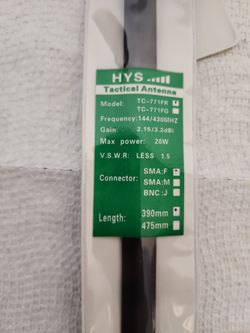 HYS
Tactical Antenna
Model: TC-771FR
TC-771FG
Frequency: 144/430MHZ
Gain: 2.15/3.2dBi
Max power: 20W
V.S.W.R: LESS 1.5
SMA:F
Connector: SMA:M
BNC:J
Length: 390mm
475mm